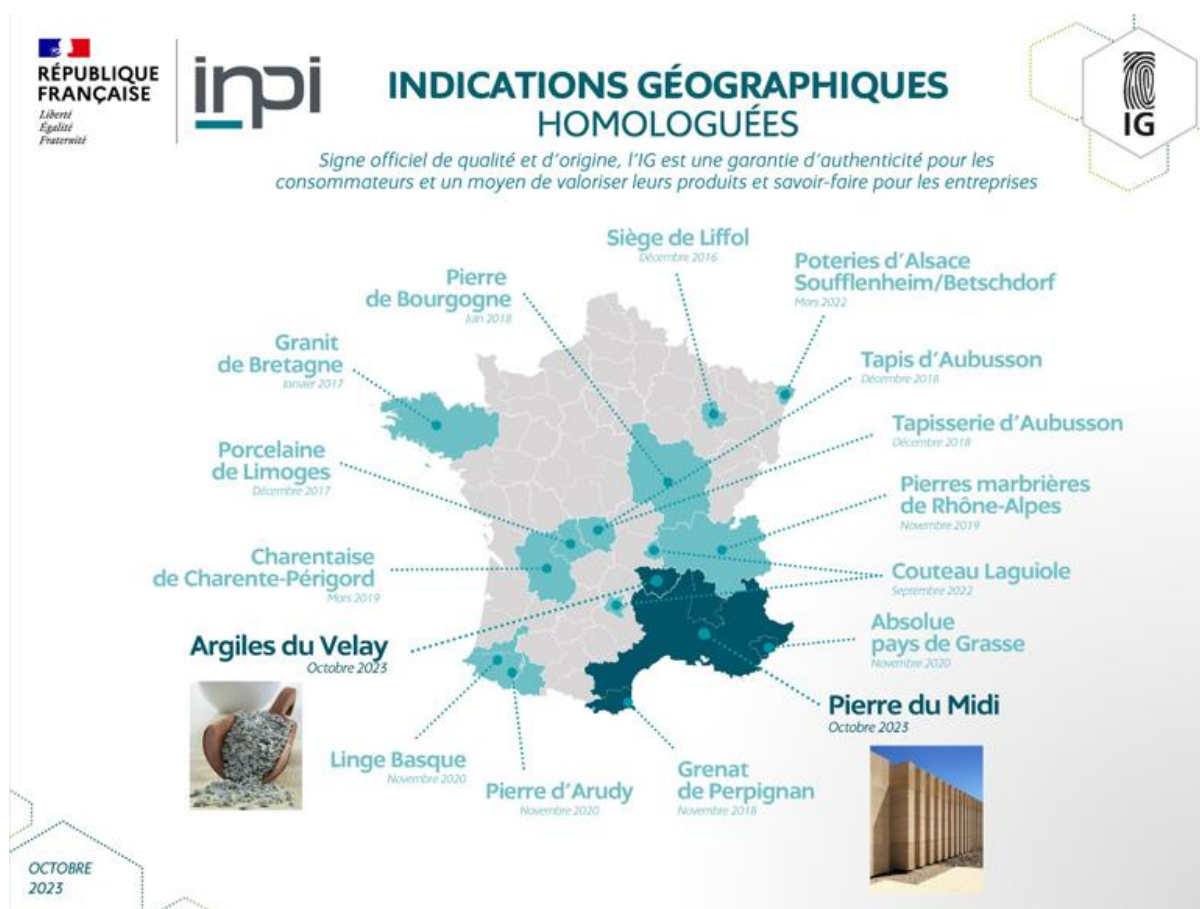 RÉPUBLIQUE
FRANÇAISE
Liberté
Égalité
Fraternité
inpi
INDICATIONS GÉOGRAPHIQUES
HOMOLOGUÉES
IG
Signe officiel de qualité et d'origine, l'IG est une garantie d'authenticité pour les
consommateurs et un moyen de valoriser leurs produits et savoir-faire pour les entreprises
Siège de Liffol
Décembre 2016
Poteries d'Alsace
Soufflenheim/Betschdorf
Mars 2022
Pierre
de Bourgogne
Juin 2018
Granit
de Bretagne
Janvier 2017
Tapis d'Aubusson
Décembre 2018
Tapisserie d'Aubusson
Décembre 2018
Porcelaine
de Limoges
Décembre 2017
Pierres marbrières
de Rhône-Alpes
Novembre 2019
Charentaise
de Charente-Périgord
Mars 2019
Couteau Laguiole
Septembre 2022
Absolue
pays de Grasse
Novembre 2020
Argiles du Velay
Octobre 2023
Pierre du Midi
Octobre 2023
Linge Basque
Novembre 2020
Pierre d'Arudy
Novembre 2020
Grenat
de Perpignan
Novembre 2018
OCTOBRE
2023